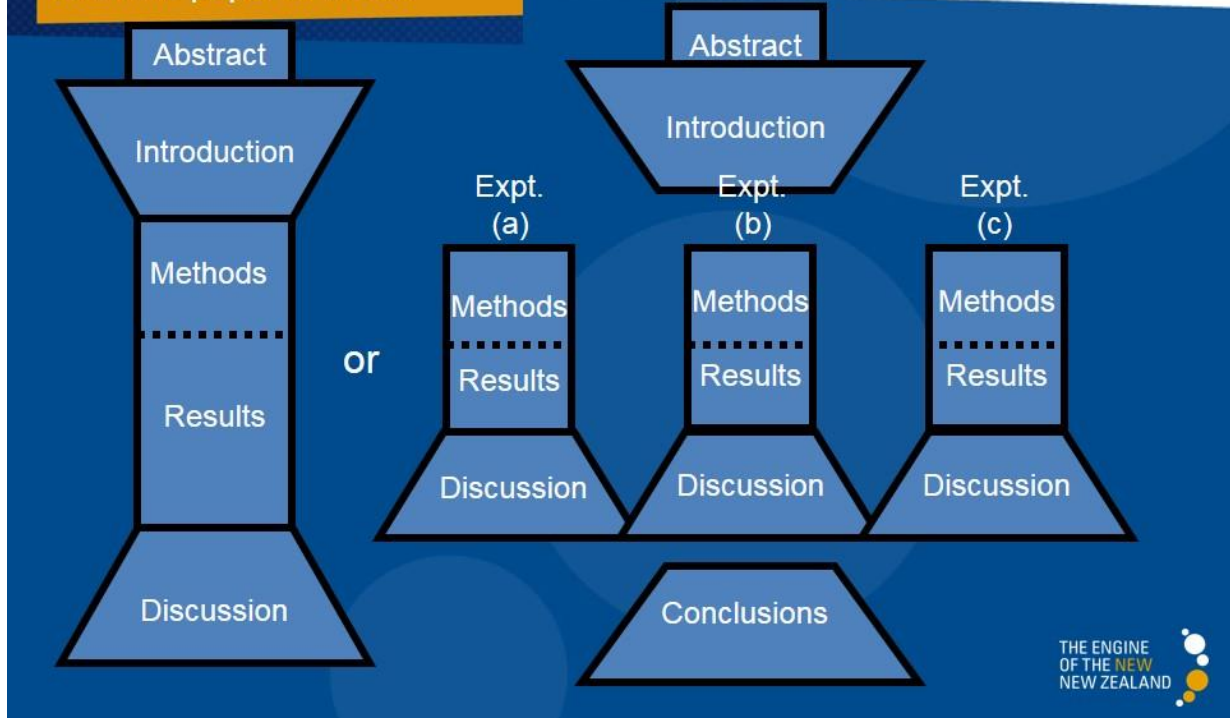 Abstract
Introduction
Methods
Results
Discussion
or
Abstract
Introduction
Expt.
(a)
Methods
Results
Discussion
Expt.
(b)
Methods
Results
Discussion
Expt.
(c)
Methods
Results
Discussion
Conclusions
THE ENGINE
OF THE NEW
NEW ZEALAND